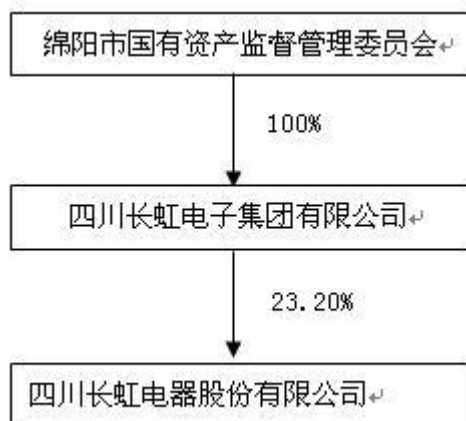 绵阳市国有资产监督管理委员会
100%
四川长虹电子集团有限公司
23.20%
四川长虹电器股份有限公司